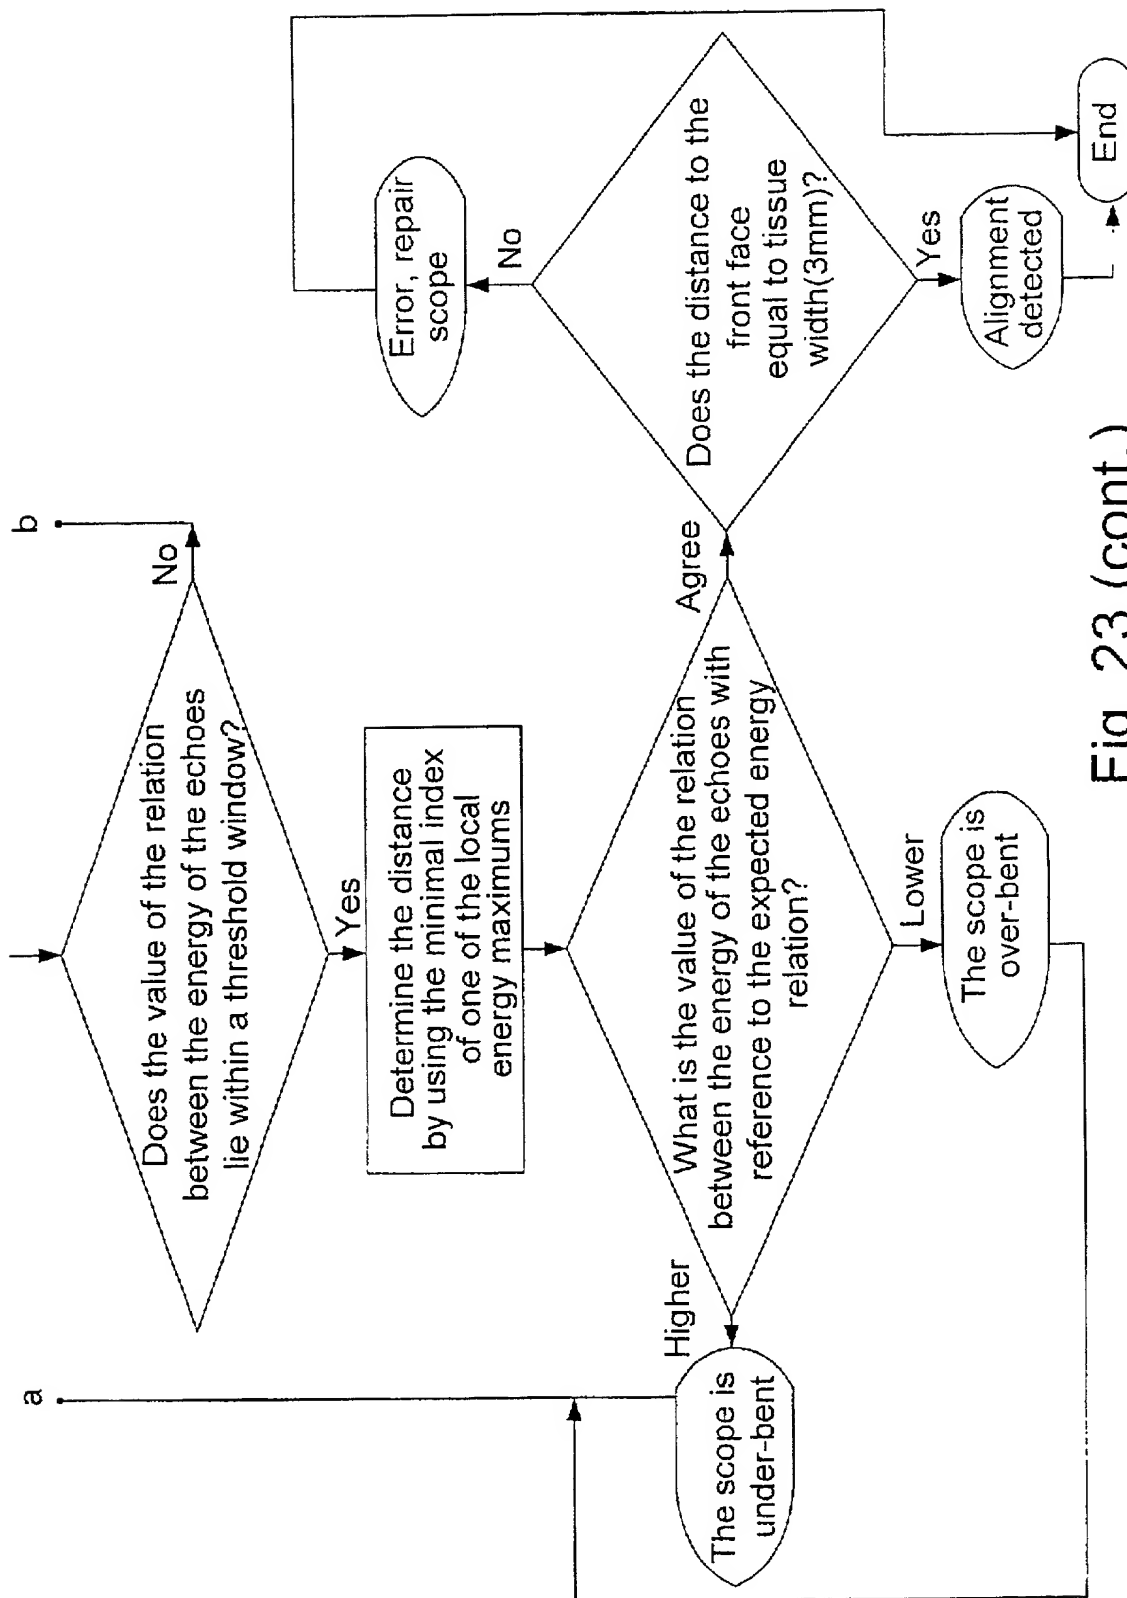 a
b
Does the value of the relation
between the energy of the echoes
lie within a threshold window?
No
Yes
Determine the distance
by using the minimal index
of one of the local
energy maximums
What is the value of the relation
between the energy of the echoes with
reference to the expected energy
relation?
Higher
The scope is
under-bent
Lower
The scope is
over-bent
Agree
Does the distance to the
front face
equal to tissue
width(3mm)?
No
Error, repair
scope
Yes
Alignment
detected
End
Fig. 23 (cont.)